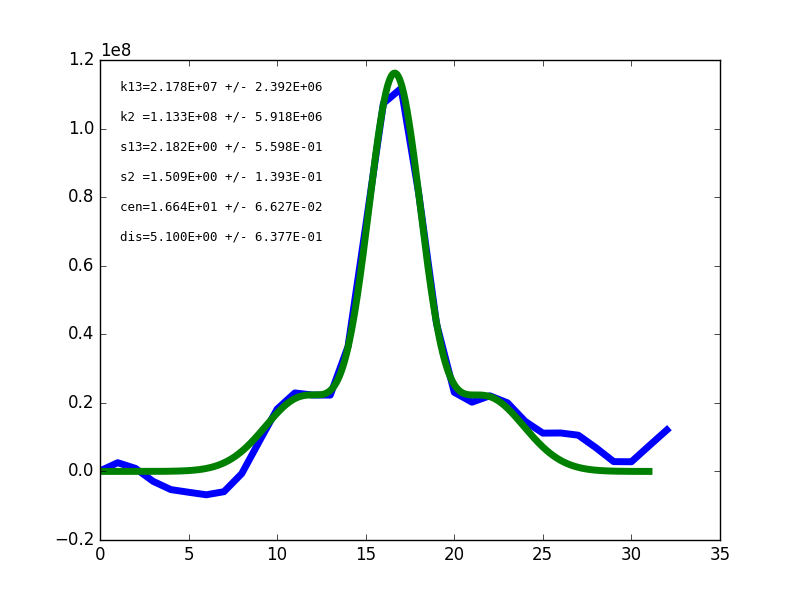 1e8
k13=2.178E+07 +/- 2.392E+06
k2 =1.133E+08 +/- 5.918E+06
s13=2.182E+00 +/- 5.598E-01
s2 =1.509E+00 +/- 1.393E-01
cen=1.664E+01 +/- 6.627E-02
dis=5.100E+00 +/- 6.377E-01
1.2
1.0
0.8
0.6
0.4
0.2
0.0
−0.2
0 5 10 15 20 25 30 35